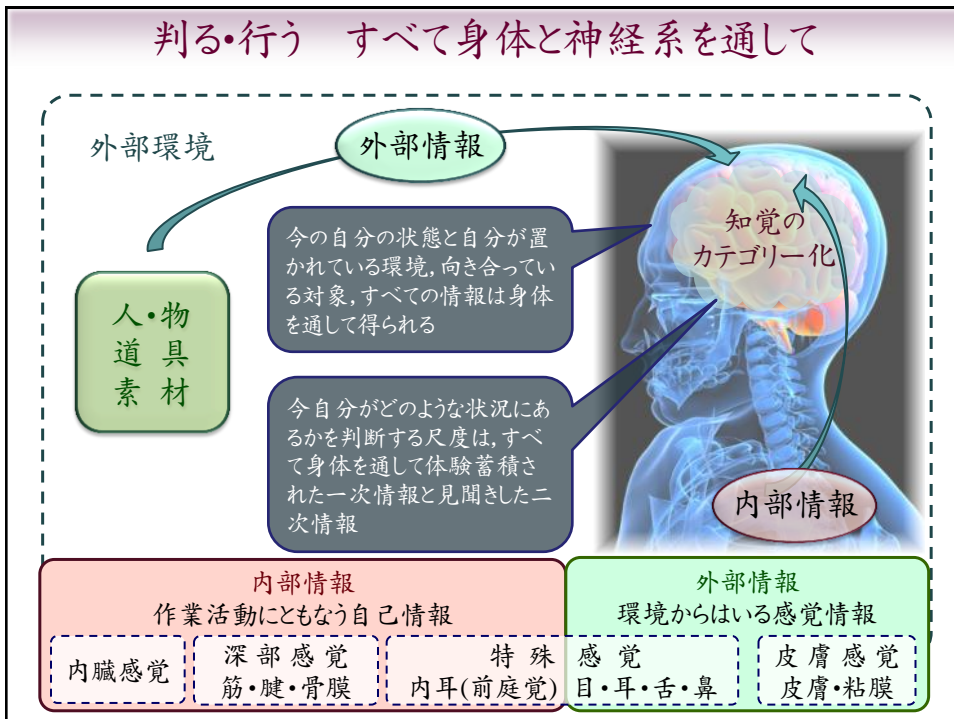 判る・行う　すべて身体と神経系を通して
外部環境
外部情報
人・物
道　具
素　材
今の自分の状態と自分が置
かれている環境,向き合ってい
る対象,すべての情報は身体
を通して得られる
知覚の
カテゴリー化
今自分がどのような状況にあ
るかを判断する尺度は,すべ
て身体を通して体験蓄積さ
れた一次情報と見聞きした二
次情報
内部情報
内部情報
作業活動にともなう自己情報
内臓感覚
深部感覚
筋・腱・骨膜
特　殊　感　覚
内耳(前庭覚)　目・耳・舌・鼻
外部情報
環境からはいる感覚情報
皮膚感覚
皮膚・粘膜